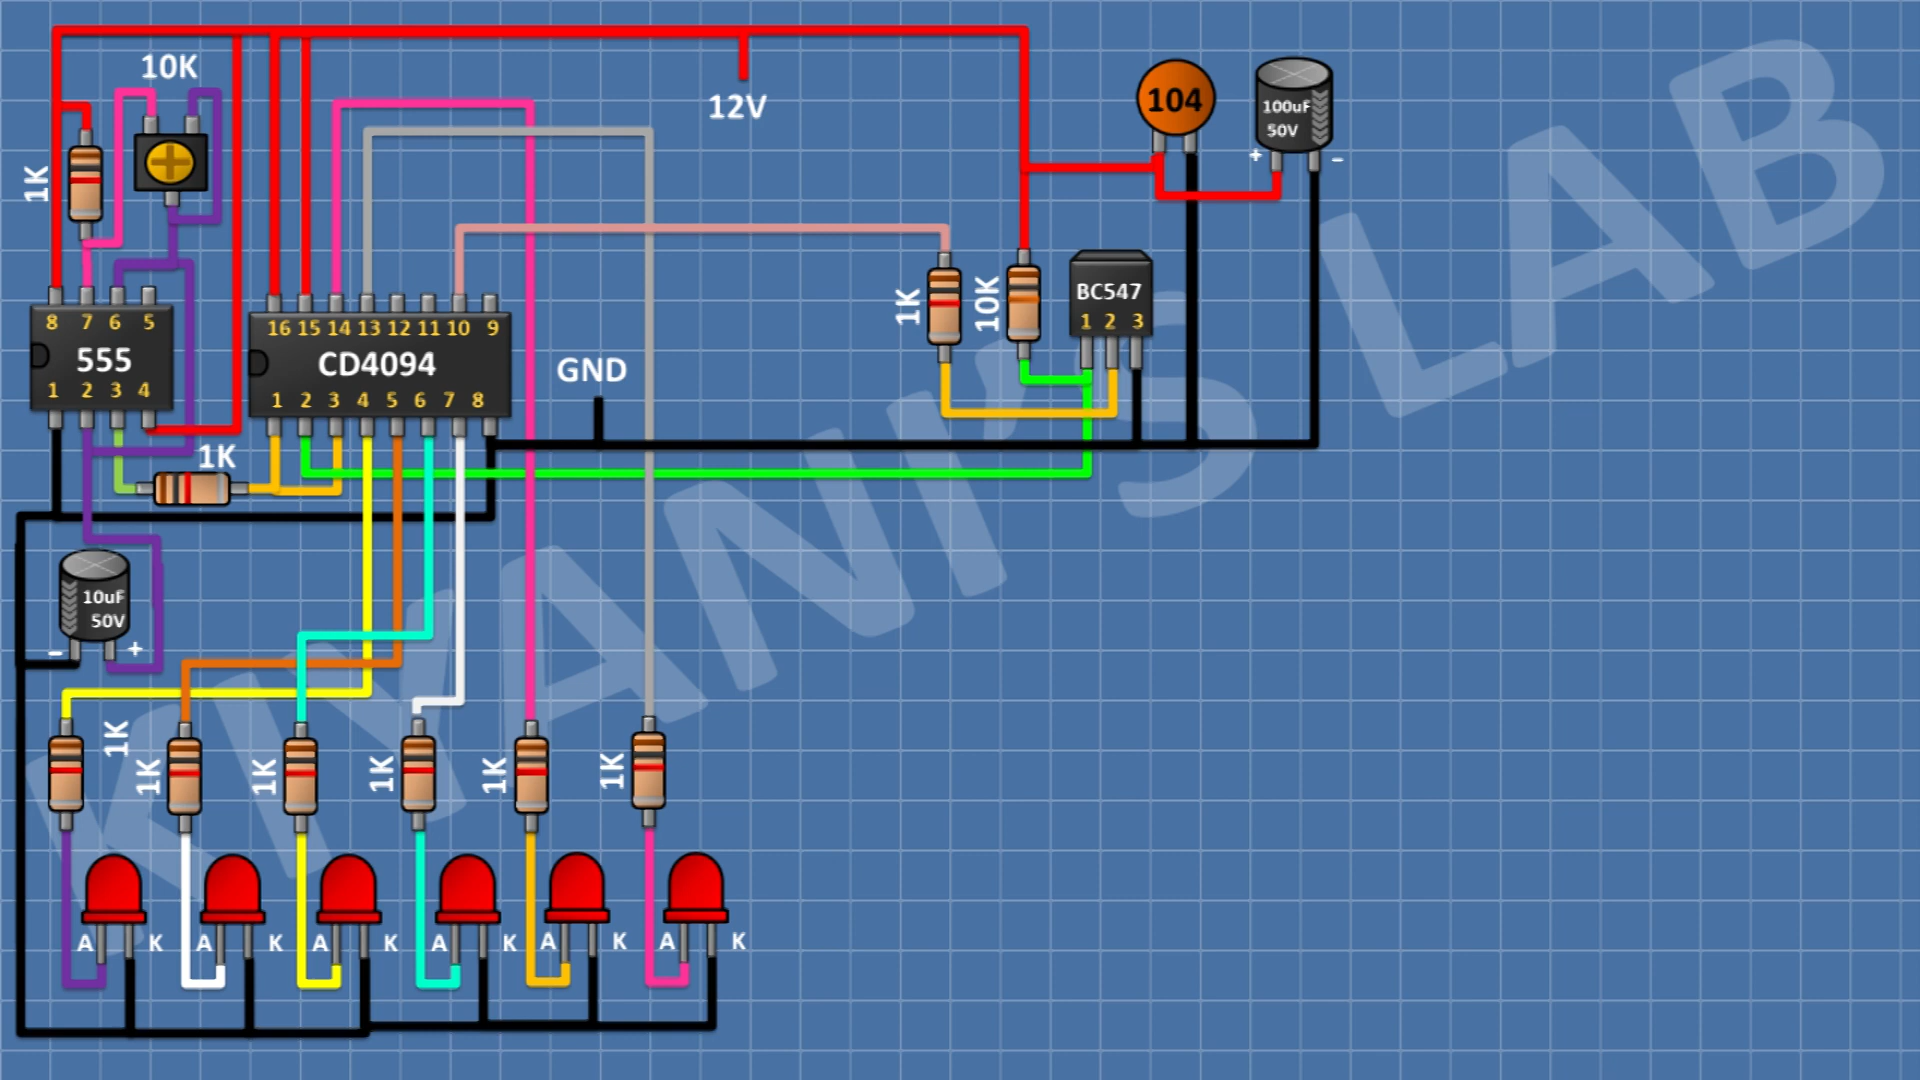 10K
12V
104
100uF
50V
+ -
1K
8 7 6 5
555
1 2 3 4
16 15 14 13 12 11 10 9
CD4094
1 2 3 4 5 6 7 8
GND
1K
10K
BC547
1 2 3
1K
10uF
50V
- +
1K
1K
1K
1K
1K
1K
A K A K A K A K A K A K
KIYANI'S LAB